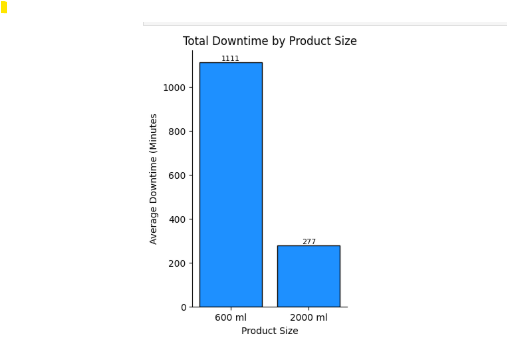 Total Downtime by Product Size
1111
1000
800
600
400
277
200
0
Average Downtime (Minutes
600 ml
2000 ml
Product Size